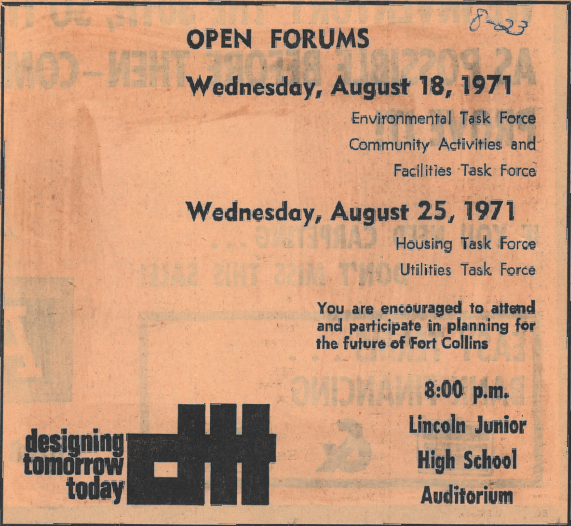 8-23
OPEN FORUMS
Wednesday, August 18, 1971
Environmental Task Force
Community Activities and
Facilities Task Force
Wednesday, August 25, 1971
Housing Task Force
Utilities Task Force
You are encouraged to attend
and participate in planning for
the future of Fort Collins
8:00 p.m.
Lincoln Junior
High School
Auditorium
designing
tomorrow
today
dtt